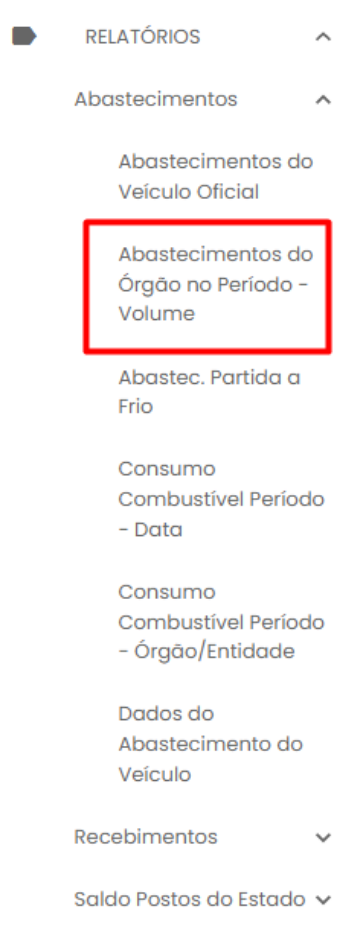 RELATÓRIOS
Abastecimentos
Abastecimentos do
Veículo Oficial
Abastecimentos do
Órgão no Período -
Volume
Abastec. Partida a
Frio
Consumo
Combustível Período
- Data
Consumo
Combustível Período
- Órgão/Entidade
Dados do
Abastecimento do
Veículo
Recebimentos
Saldo Postos do Estado